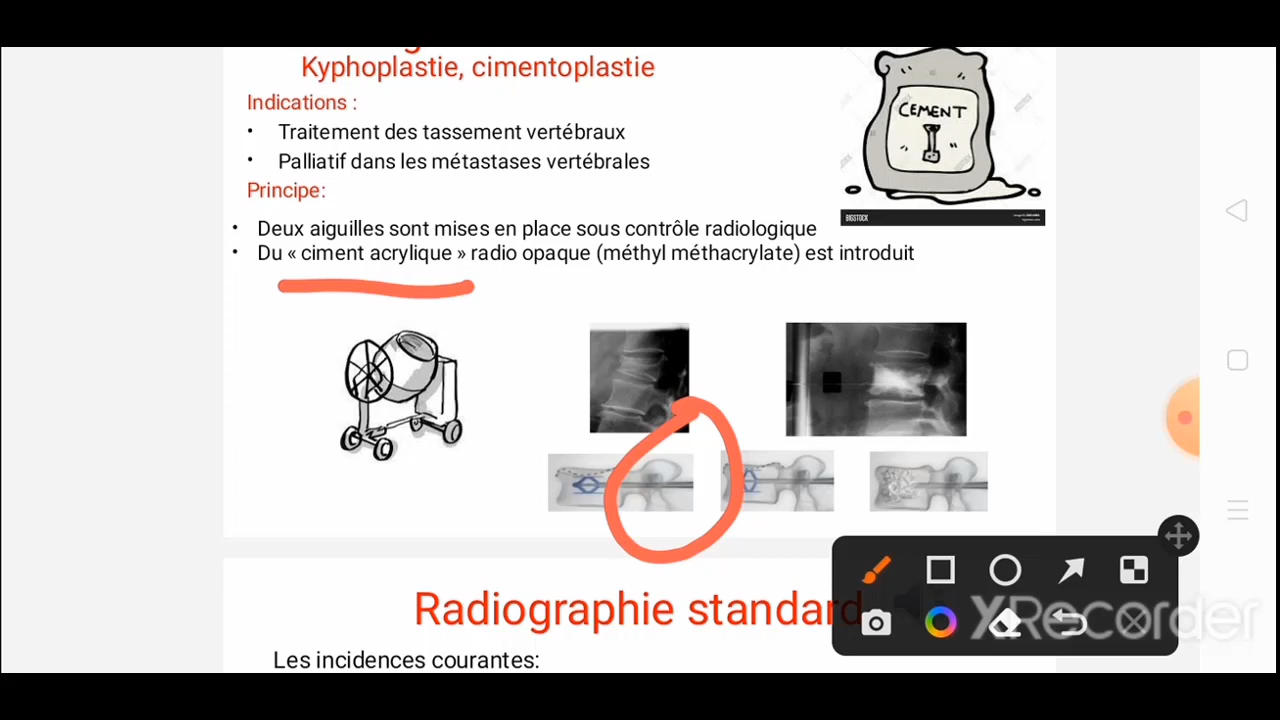 Kyphoplastie, cimentoplastie
Indications :
• Traitement des tassement vertébraux
• Palliatif dans les métastases vertébrales
Principe:
• Deux aiguilles sont mises en place sous contrôle radiologique
• Du « ciment acrylique » radio opaque (méthyl méthacrylate) est introduit
CEMENT
BIGSTOCK
Radiographie standard
Les incidences courantes:
XRecorder